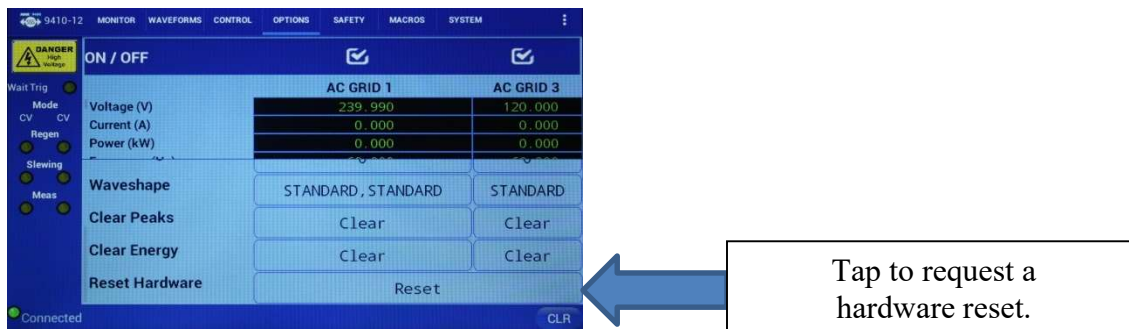 9410-12 MONITOR WAVEFORMS CONTROL OPTIONS SAFETY MACROS SYSTEM
DANGER
High
Voltage
ON / OFF
Wait Trig
Mode
CV CV
Regen
Slewing
Meas
AC GRID 1 AC GRID 3
Voltage (V) 239.990 120.000
Current (A) 0.000 0.000
Power (kW) 0.000 0.000
Waveshape STANDARD,STANDARD STANDARD
Clear Peaks Clear Clear
Clear Energy Clear Clear
Reset Hardware Reset
Connected CLR
Tap to request a
hardware reset.